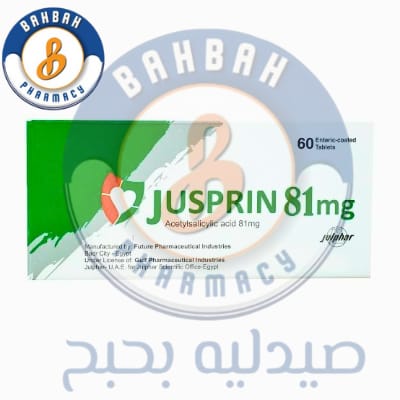 BAHBAH
PHARMACY
BAHBAH
60 Enteric-coated
Tablets
JUSPRIN 81mg
Acetylsalicylic acid 81mg
Manufactured by: Future Pharmaceutical Industries
Badr City - Egypt
Under License of: Gulf Pharmaceutical Industries
Julphar- U.A.E. for Julphar Scientific Office-Egypt
julphar
PHARMACY
صيدليه بحبح